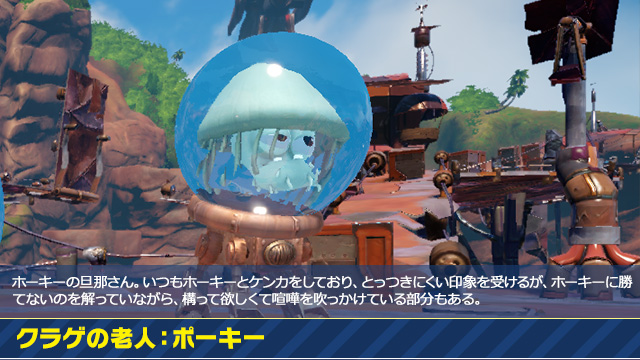 ホーキーの旦那さん。いつもホーキーとケンカをしており、とっつきにくい印象を受けるが、ホーキーに勝
てないのを解っていながら、構って欲しくて喧嘩を吹っかけている部分もある。
クラゲの老人：ポーキー